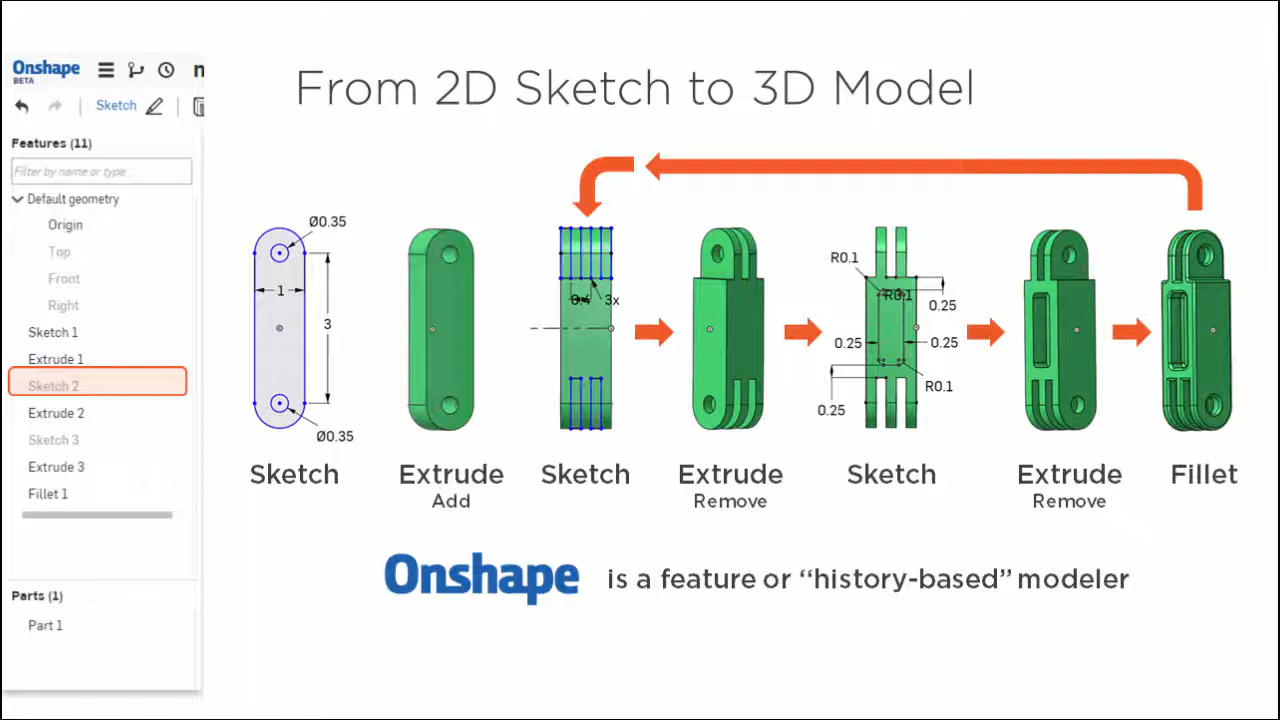 Onshape
BETA
Sketch
From 2D Sketch to 3D Model
Features (11)
Filter by name or type...
Default geometry
Origin
Top
Front
Right
Sketch 1
Extrude 1
Sketch 2
Extrude 2
Sketch 3
Extrude 3
Fillet 1
Parts (1)
Part 1
Ø0.35
1
3
Ø0.35
3x
R0.1
R0.1
0.25
0.25
0.25
R0.1
0.25
Sketch
Extrude
Add
Sketch
Extrude
Remove
Sketch
Extrude
Remove
Fillet
Onshape is a feature or “history-based” modeler